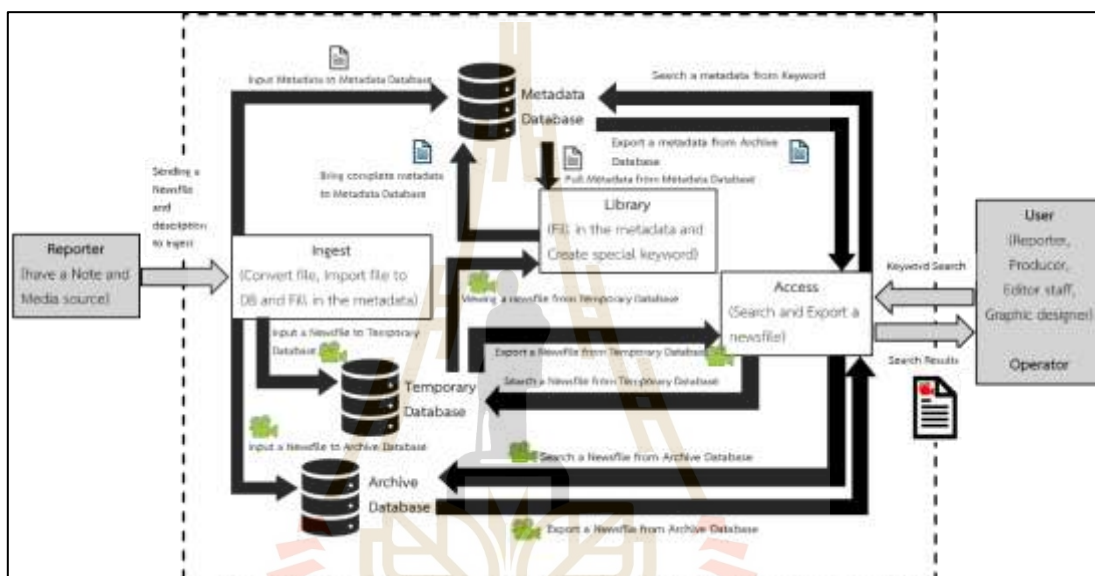 Input Metadata to Metadata Database
Search a metadata from Keyword
Metadata
Database
Export a metadata from Archive
Database
Sending a
Newsfile
and
description
to Ingest
Bring complete metadata
to Metadata Database
Pull Metadata from Metadata Database
Library
(Fill in the metadata and
Create special keyword)
Reporter
(have a Note and
Media source)
Ingest
(Convert file, Import file to
DB and Fill in the metadata)
Viewing a newsfile from Temporary Database
Access
(Search and Export a
newsfile)
Keyword Search
User
(Reporter,
Producer,
Editor staff,
Graphic designer)
Operator
Search Results
Input a Newsfile to Temporary
Database
Export a Newsfile from Temporary Database
Search a Newsfile from Temporary Database
Temporary
Database
Input a Newsfile to Archive Database
Search a Newsfile from Archive Database
Archive
Database
Export a Newsfile from Archive Database